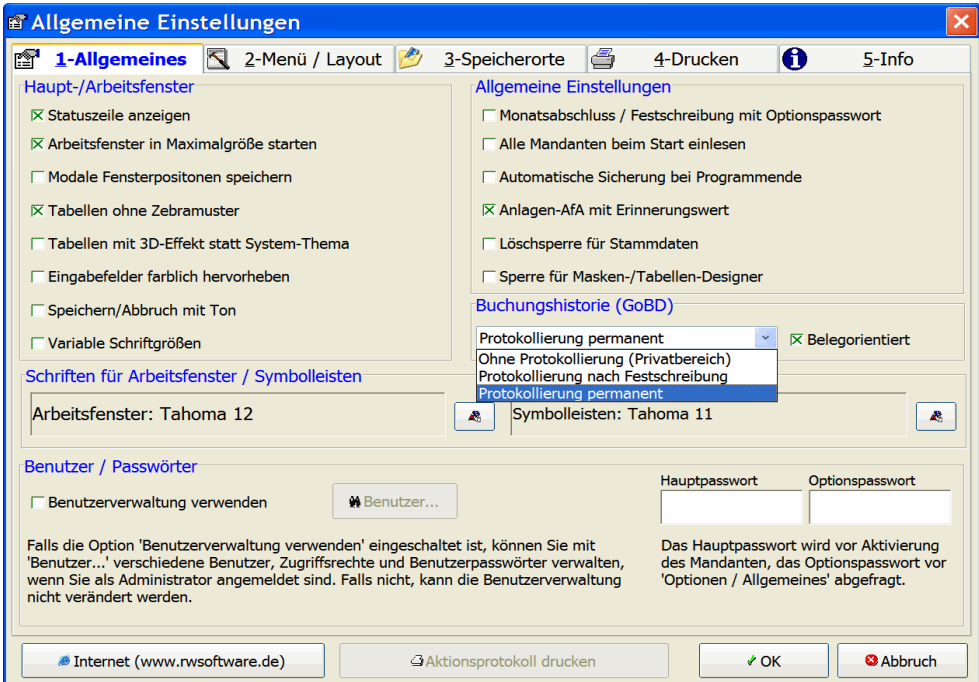 Allgemeine Einstellungen
1-Allgemeines 2-Menü / Layout 3-Speicherorte 4-Drucken 5-Info
Haupt-/Arbeitsfenster
Statuszeile anzeigen
Arbeitsfenster in Maximalgröße starten
Modale Fensterpositonen speichern
Tabellen ohne Zebramuster
Tabellen mit 3D-Effekt statt System-Thema
Eingabefelder farblich hervorheben
Speichern/Abbruch mit Ton
Variable Schriftgrößen
Allgemeine Einstellungen
Monatsabschluss / Festschreibung mit Optionspasswort
Alle Mandanten beim Start einlesen
Automatische Sicherung bei Programmende
Anlagen-AfA mit Erinnerungswert
Löschsperre für Stammdaten
Sperre für Masken-/Tabellen-Designer
Buchungshistorie (GoBD)
Protokollierung permanent
Belegorientiert
Ohne Protokollierung (Privatbereich)
Protokollierung nach Festschreibung
Protokollierung permanent
Schriften für Arbeitsfenster / Symbolleisten
Arbeitsfenster: Tahoma 12
Symbolleisten: Tahoma 11
Benutzer / Passwörter
Benutzerverwaltung verwenden
Benutzer...
Hauptpasswort
Optionspasswort
Falls die Option 'Benutzerverwaltung verwenden' eingeschaltet ist, können Sie mit
'Benutzer...' verschiedene Benutzer, Zugriffsrechte und Benutzerpasswörter verwalten,
wenn Sie als Administrator angemeldet sind. Falls nicht, kann die Benutzerverwaltung
nicht verändert werden.
Das Hauptpasswort wird vor Aktivierung
des Mandanten, das Optionspasswort vor
'Optionen / Allgemeines' abgefragt.
Internet (www.rwsoftware.de)
Aktionsprotokoll drucken
OK
Abbruch